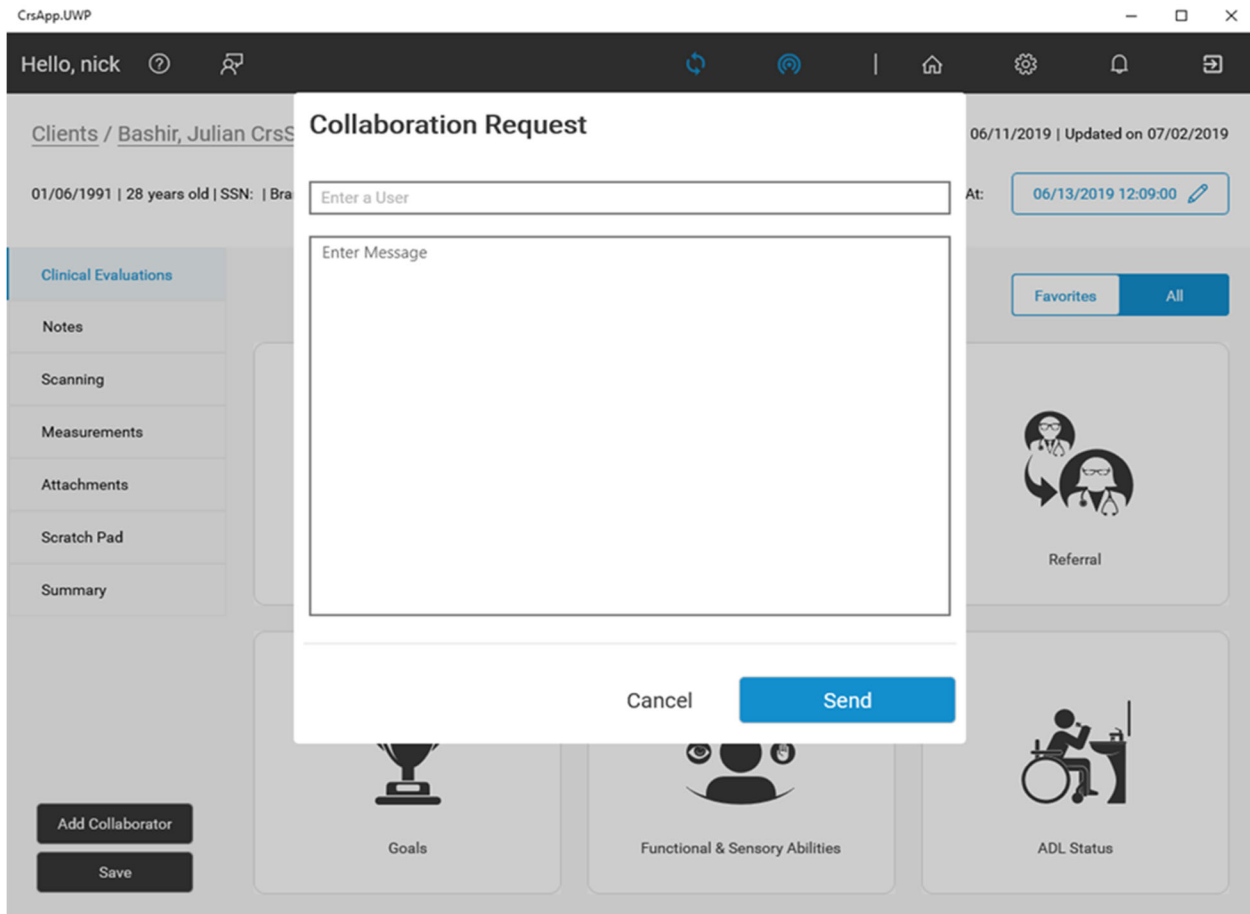 CrsApp.UWP
Hello, nick
Clients / Bashir, Julian CrsS
06/11/2019 | Updated on 07/02/2019
01/06/1991 | 28 years old | SSN: | Bra
At:
06/13/2019 12:09:00
Collaboration Request
Enter a User
Enter Message
Cancel
Send
Clinical Evaluations
Notes
Scanning
Measurements
Attachments
Scratch Pad
Summary
Add Collaborator
Save
Favorites
All
Referral
Goals
Functional & Sensory Abilities
ADL Status